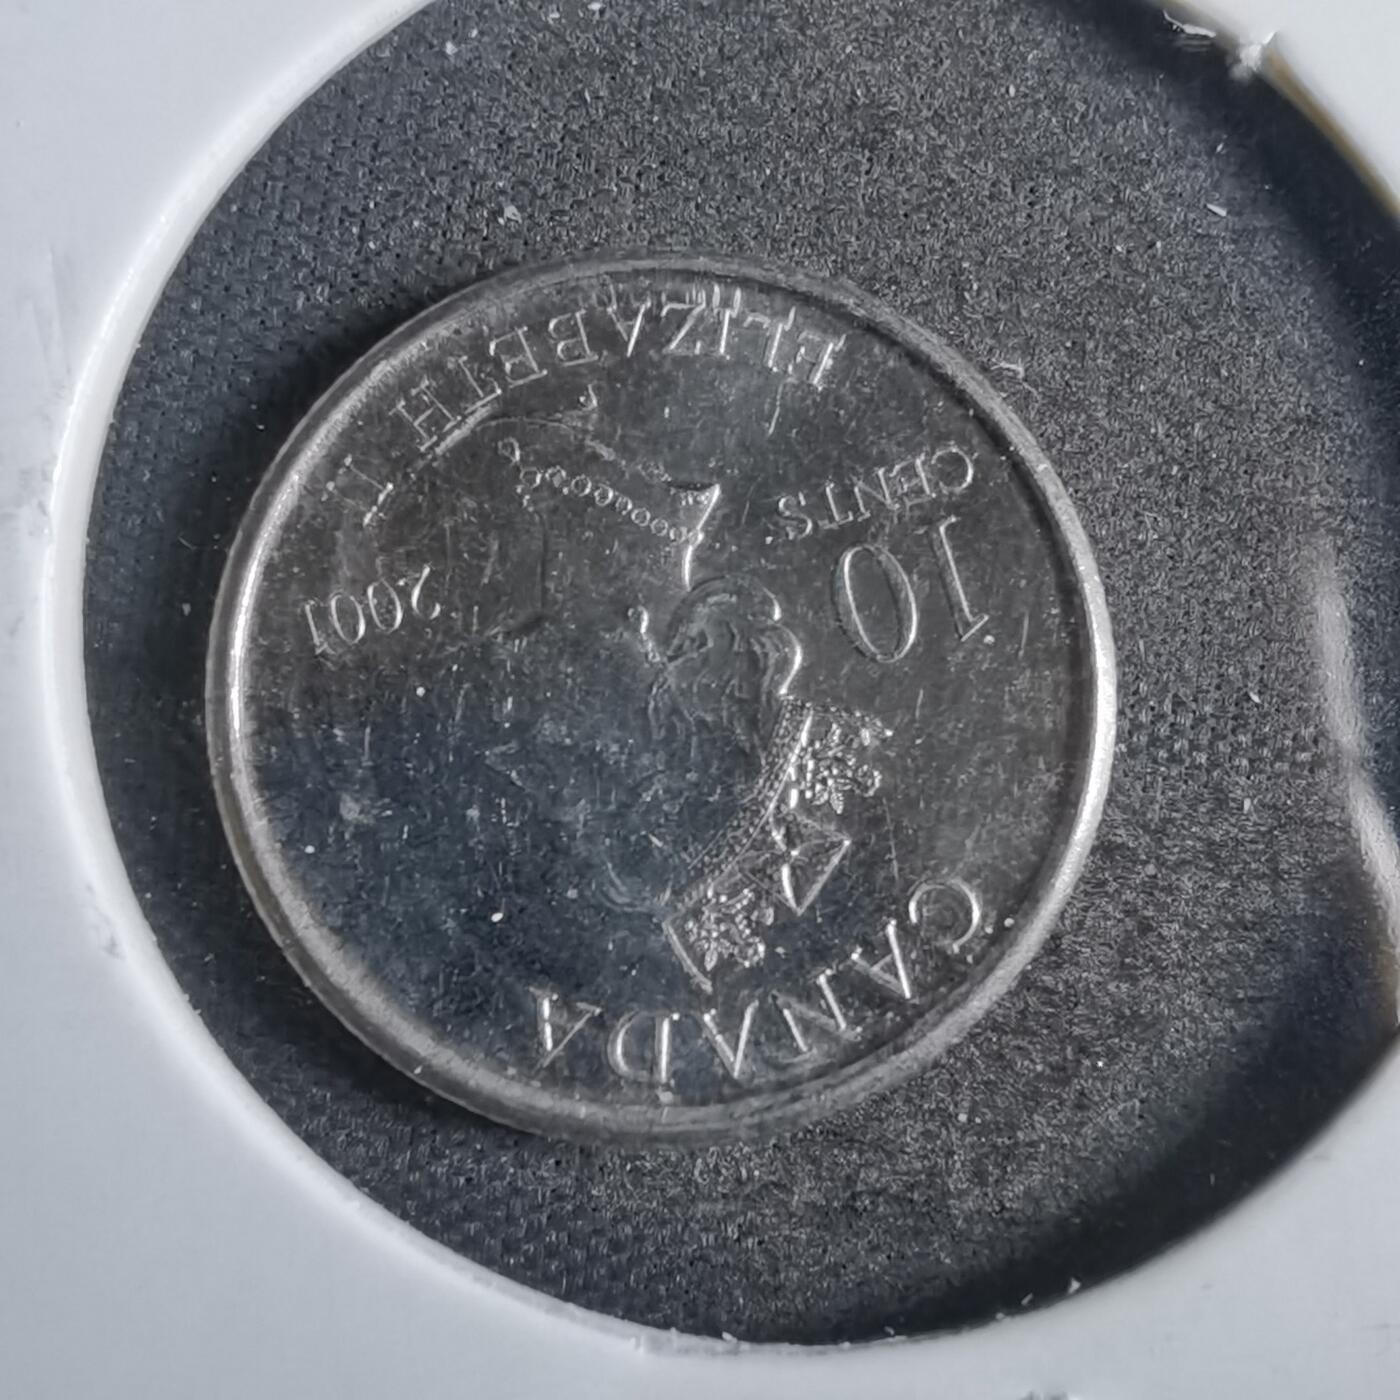 CANADA
10
CENTS
ELIZABETH II
2001